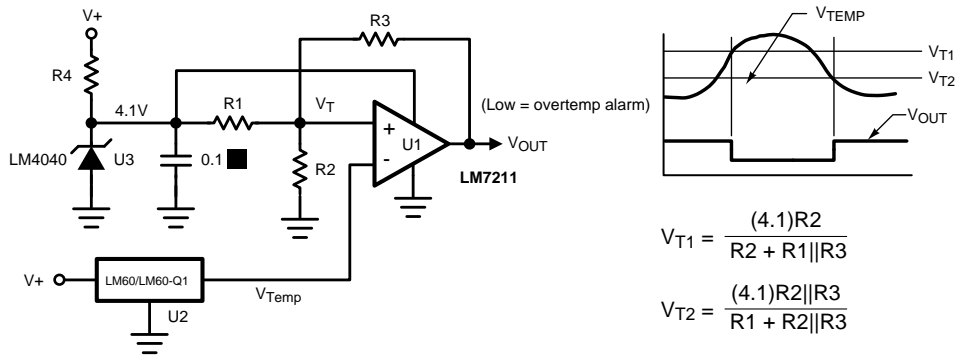 V+
R4
4.1V
LM4040
U3
0.1
R1
VT
R2
R3
+
-
U1
LM7211
(Low = overtemp alarm)
VOUT
V+
LM60/LM60-Q1
U2
VTemp
VTEMP
VT1
VT2
VOUT
VT1 = (4.1)R2 / R2 + R1||R3
VT2 = (4.1)R2||R3 / R1 + R2||R3